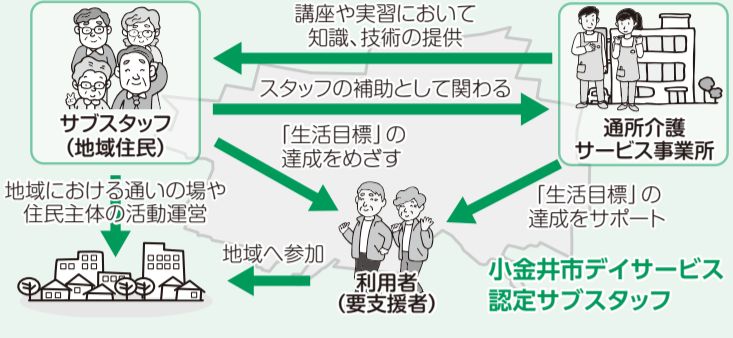 講座や実習において
知識、技術の提供
スタッフの補助として関わる
サブスタッフ
(地域住民)
通所介護
サービス事業所
「生活目標」の
達成をめざす
地域における通いの場や
住民主体の活動運営
「生活目標」の
達成をサポート
地域へ参加
利用者
(要支援者)
小金井市デイサービス
認定サブスタッフ